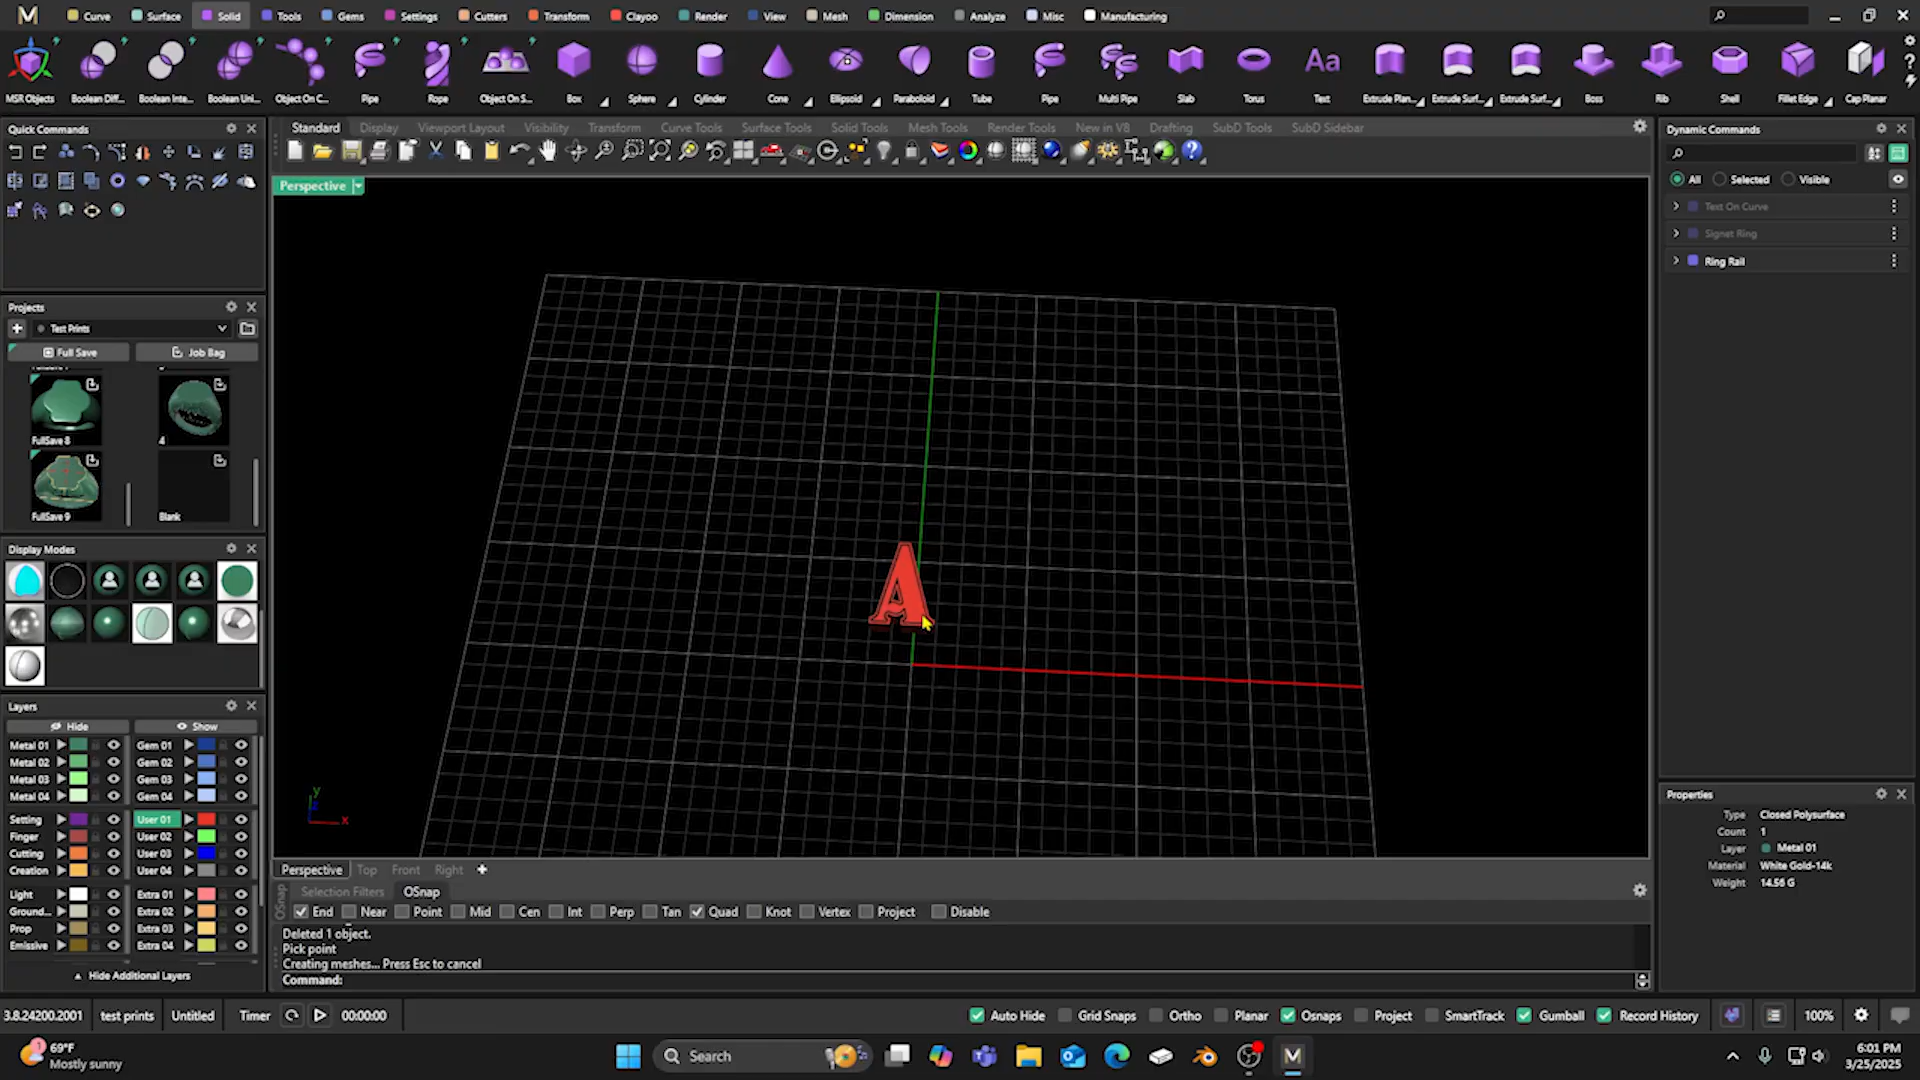 Curve Surface Solid Tools Gems Settings Cutters Transform Clayoo Render View Mesh Dimension Analyze Misc Manufacturing
MSR Objects Boolean Diff... Boolean Inte... Boolean Uni... Object On C... Pipe Rope Object On S... Box Sphere Cylinder Cone Ellipsoid Paraboloid Tube Pipe Multi Pipe Slab Torus Text Extrude Plan... Extrude Surf... Extrude Surf... Boss Rib Shell Fillet Edge Cap Planar
Quick Commands
Standard Display Viewport Layout Visibility Transform Curve Tools Surface Tools Solid Tools Mesh Tools Render Tools New in V8 Drafting SubD Tools SubD Sidebar
Dynamic Commands
All Selected Visible
Text On Curve
Signet Ring
Ring Rail
Perspective
Projects
Test Prints
Full Save Job Bag
FullSave 8 4
FullSave 9 Blank
Display Modes
A
Layers
Hide Show
Metal 01 Gem 01
Metal 02 Gem 02
Metal 03 Gem 03
Metal 04 Gem 04
Setting User 01
Finger User 02
Cutting User 03
Creation User 04
Light Extra 01
Ground... Extra 02
Prop Extra 03
Emissive Extra 04
Hide Additional Layers
y
z
x
Perspective Top Front Right
OSnap
Selection Filters OSnap
End Near Point Mid Cen Int Perp Tan Quad Knot Vertex Project Disable
Deleted 1 object.
Pick point
Creating meshes... Press Esc to cancel
Command:
Properties
Type Closed Polysurface
Count 1
Layer Metal 01
Material White Gold-14k
Weight 14.56 G
3.8.24200.2001 test prints Untitled Timer 00:00:00 Auto Hide Grid Snaps Ortho Planar Osnaps Project SmartTrack Gumball Record History 100%
1
69°F
Mostly sunny
Search
6:01 PM
3/25/2025